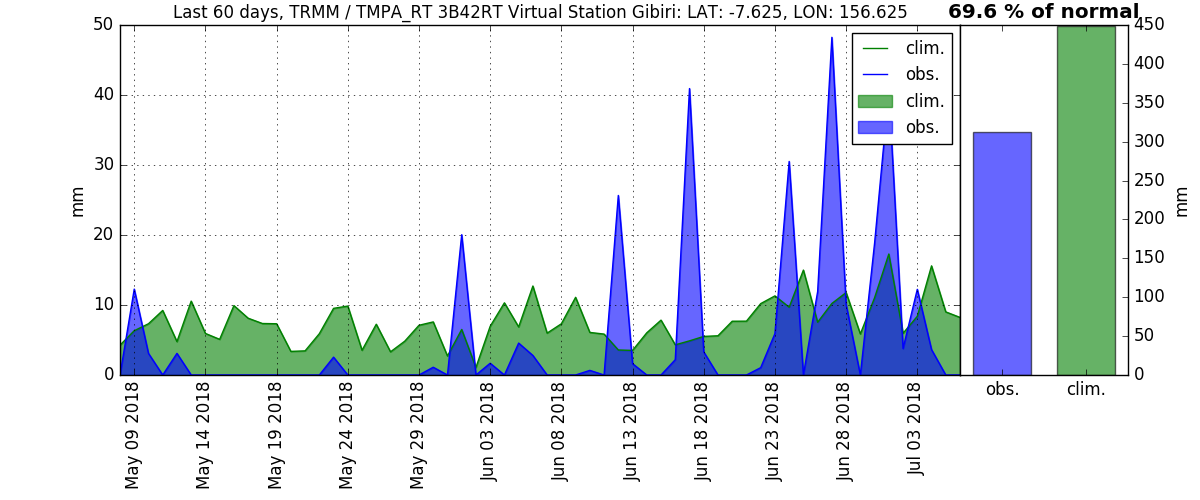 Last 60 days, TRMM / TMPA_RT 3B42RT Virtual Station Gibiri: LAT: -7.625, LON: 156.625
69.6 % of normal
50
40
30
20
10
0
mm
clim.
obs.
clim.
obs.
450
400
350
300
250
200
150
100
50
0
mm
obs.
clim.
May 09 2018
May 14 2018
May 19 2018
May 24 2018
May 29 2018
Jun 03 2018
Jun 08 2018
Jun 13 2018
Jun 18 2018
Jun 23 2018
Jun 28 2018
Jul 03 2018